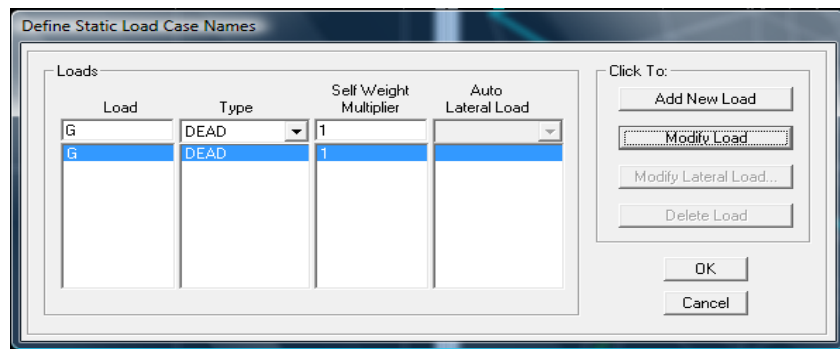 Define Static Load Case Names
Loads
Load Type Self Weight Multiplier Auto Lateral Load
G DEAD 1
G DEAD 1
Click To:
Add New Load
Modify Load
Modify Lateral Load...
Delete Load
OK
Cancel